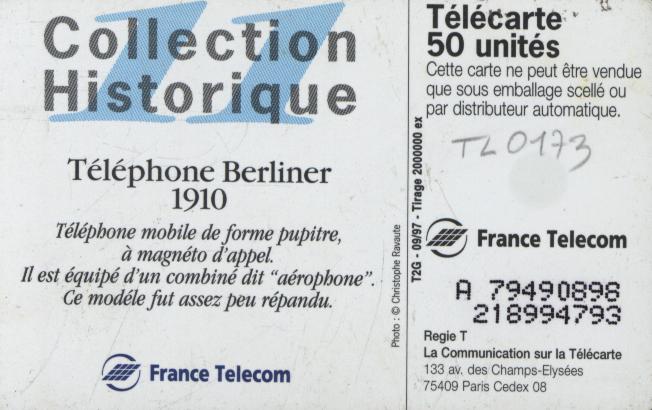 11
Collection
Historique
Téléphone Berliner
1910
Téléphone mobile de forme pupitre,
à magnéto d'appel.
Il est équipé d'un combiné dit "aérophone".
Ce modéle fut assez peu répandu.
France Telecom
Photo : © Christophe Ravaute
T2G - 09/97 - Tirage 2000000 ex
Télécarte
50 unités
Cette carte ne peut être vendue
que sous emballage scellé ou
par distributeur automatique.
TL0173
France Telecom
A 79490898
218994793
Regie T
La Communication sur la Télécarte
133 av. des Champs-Elysées
75409 Paris Cedex 08